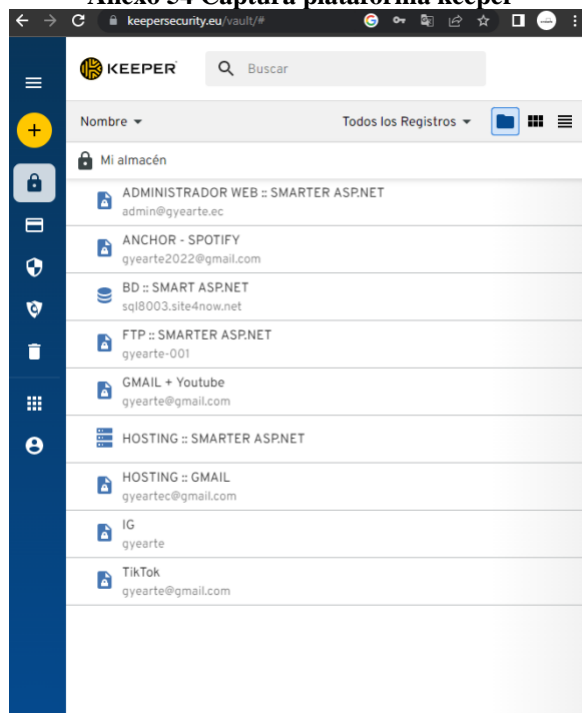 Anexo 54 Captura plataforma keeper
keepersecurity.eu/vault/#
KEEPER
Buscar
Nombre
Todos los Registros
Mi almacén
ADMINISTRADOR WEB :: SMARTER ASP.NET
admin@gyearte.ec
ANCHOR - SPOTIFY
gyearte2022@gmail.com
BD :: SMART ASP.NET
sql8003.site4now.net
FTP :: SMARTER ASP.NET
gyearte-001
GMAIL + Youtube
gyearte@gmail.com
HOSTING :: SMARTER ASP.NET
HOSTING :: GMAIL
gyeartec@gmail.com
IG
gyearte
TikTok
gyearte@gmail.com